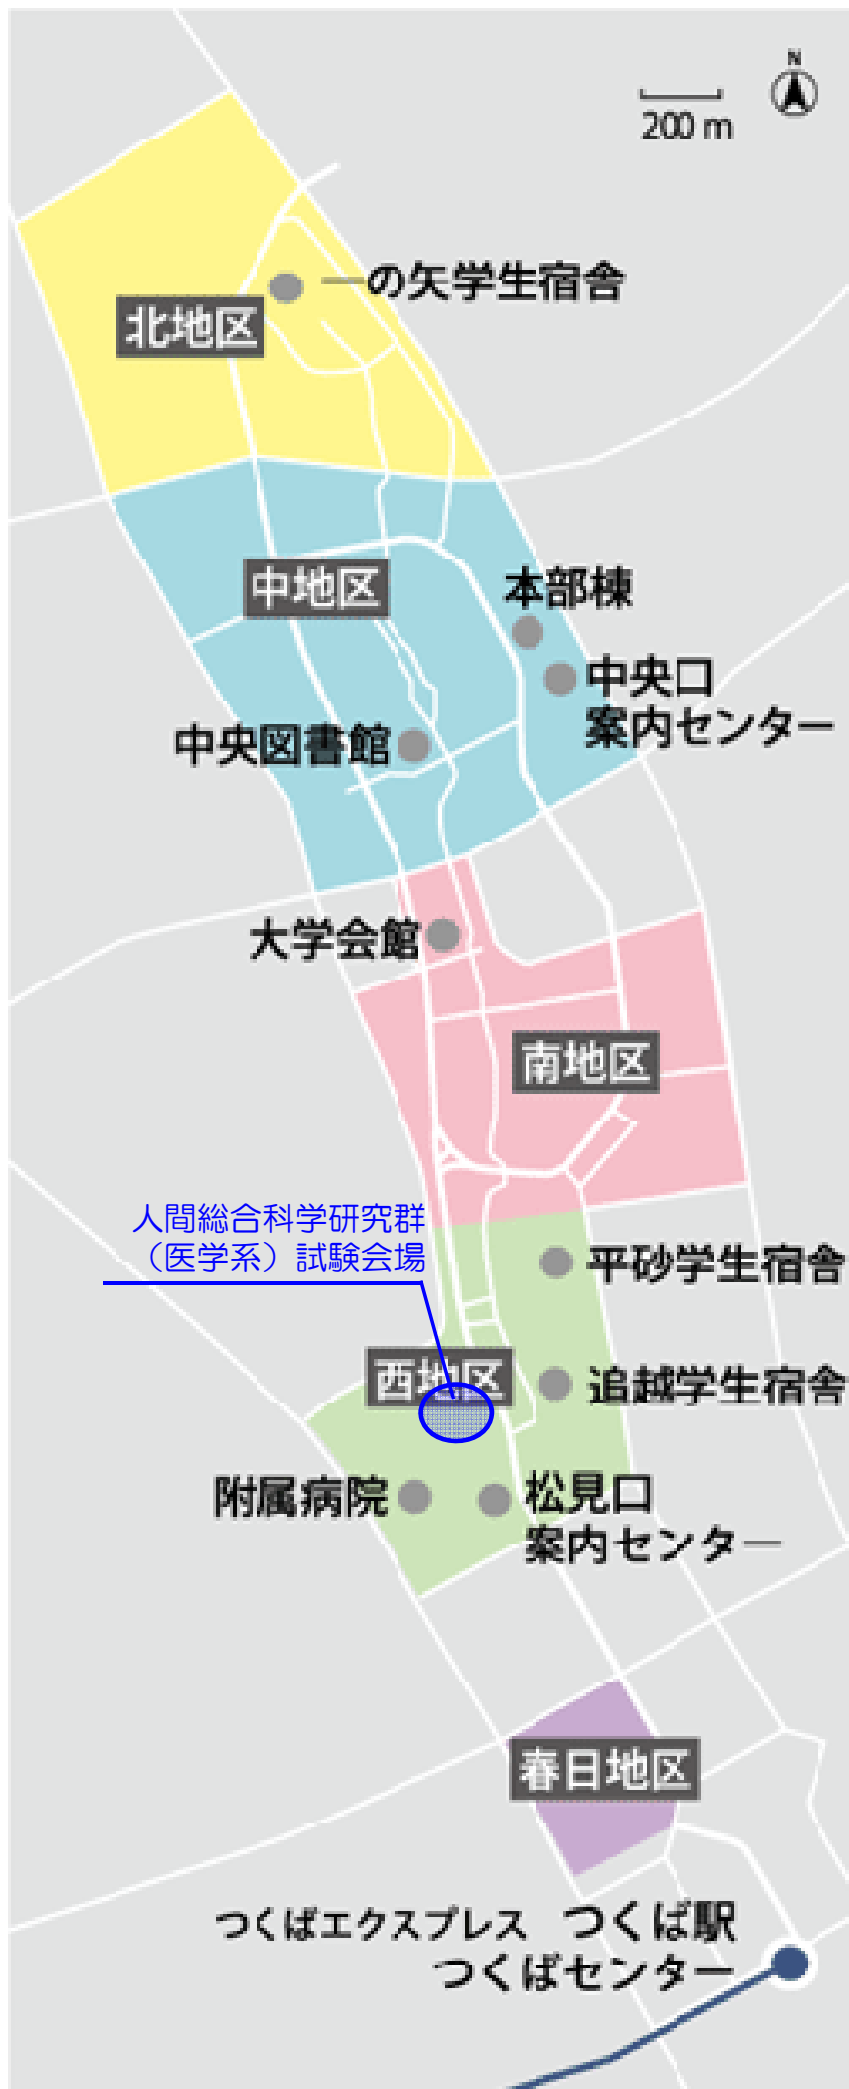 N
200 m
一の矢学生宿舎
北地区
中地区
本部棟
中央口
案内センター
中央図書館
大学会館
南地区
人間総合科学研究群
（医学系）試験会場
平砂学生宿舎
西地区
追越学生宿舎
附属病院
松見口
案内センター
春日地区
つくばエクスプレス つくば駅
つくばセンター